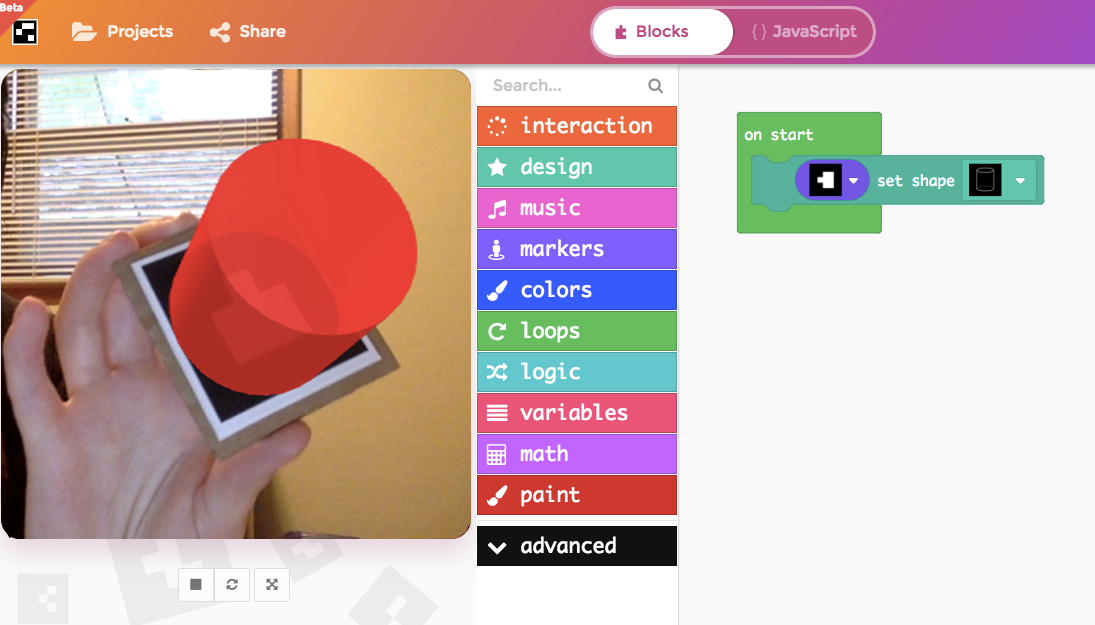 Beta
Projects
Share
Blocks
{ } JavaScript
Search...
interaction
design
music
markers
colors
loops
logic
variables
math
paint
advanced
on start
set shape